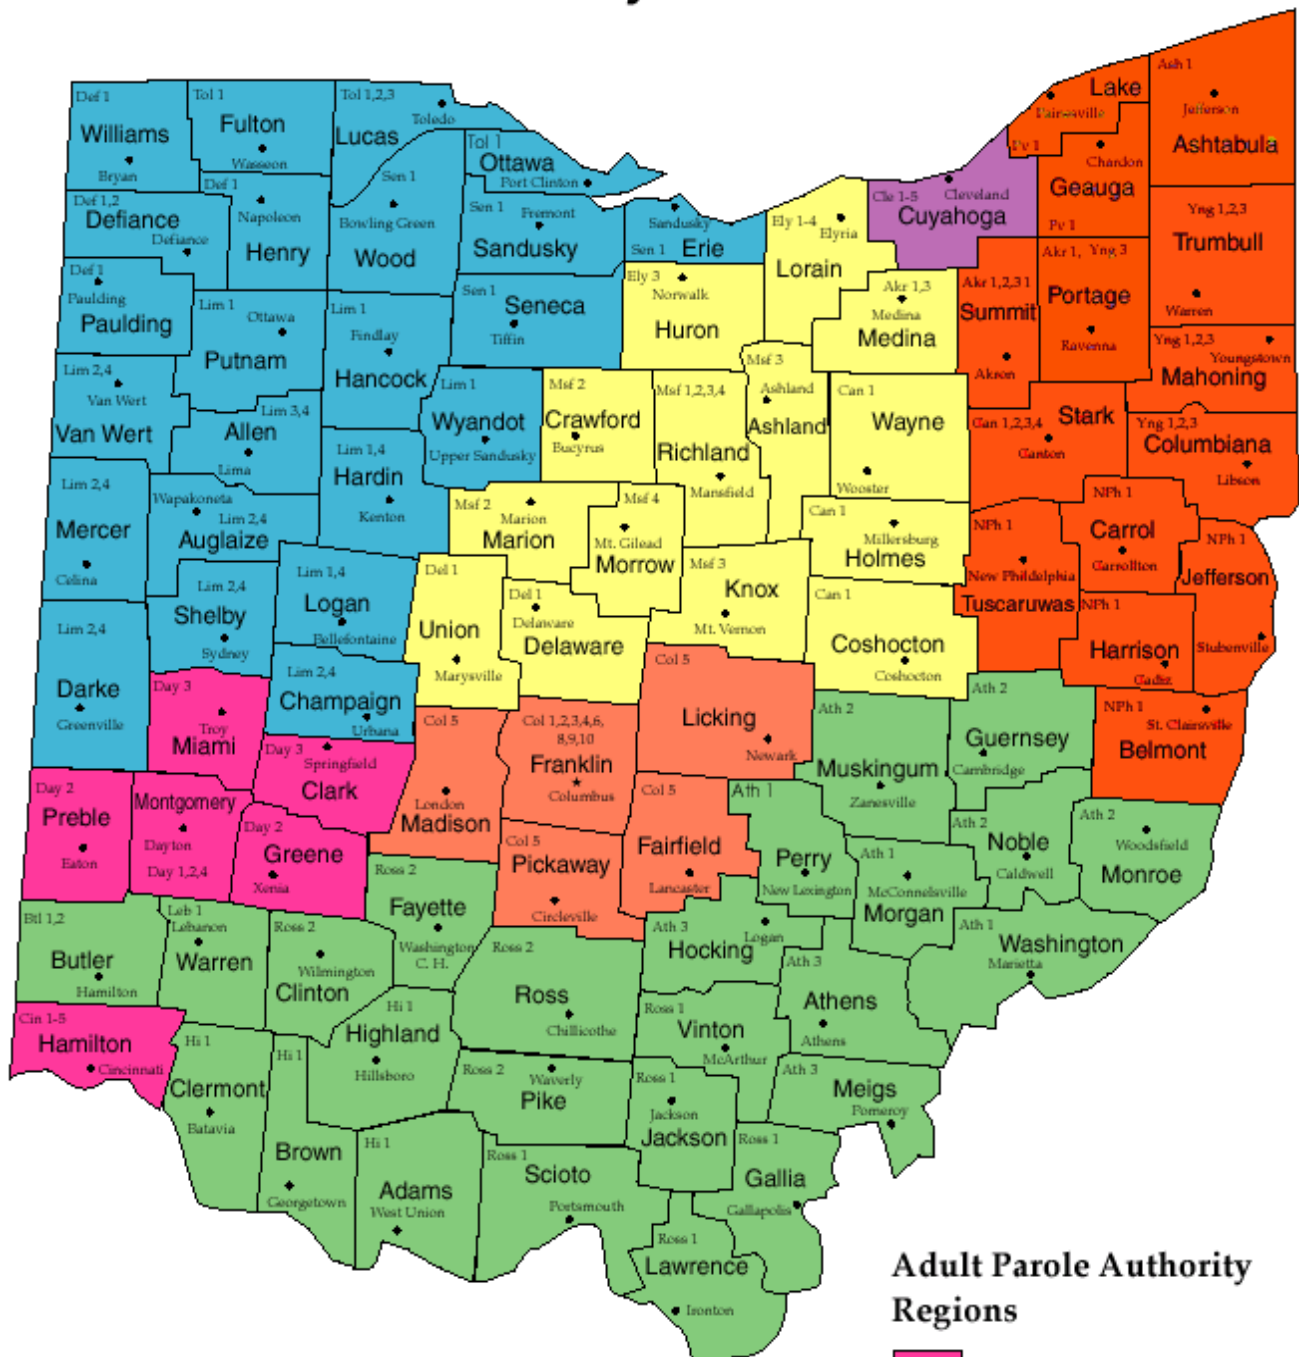 Def 1
Williams
Bryan
Tol 1
Fulton
Wasseon
Tol 1,2,3
Toledo
Lucas
Tol 1
Ottawa
Port Clinton
Def 1,2
Defiance
Defiance
Def 1
Napoleon
Henry
Sen 1
Bowling Green
Wood
Sen 1
Fremont
Sandusky
Sandusky
Sen 1
Erie
Ely 1-4
Elyria
Lorain
Cle 1-5
Cleveland
Cuyahoga
Lake
Painesville
Pv 1
Ash 1
Jefferson
Ashtabula
Chardon
Geauga
Pv 1
Yng 1,2,3
Trumbull
Warren
Def 1
Paulding
Paulding
Lim 1
Ottawa
Putnam
Lim 1
Findlay
Hancock
Sen 1
Seneca
Tiffin
Ely 3
Norwalk
Huron
Akr 1,3
Medina
Medina
Akr 1,2,3 1
Summit
Akron
Akr 1, Yng 3
Portage
Ravenna
Yng 1,2,3
Youngstown
Mahoning
Lim 2,4
Van Wert
Van Wert
Lim 3,4
Allen
Lima
Lim 1
Wyandot
Upper Sandusky
Msf 2
Crawford
Bucyrus
Msf 1,2,3,4
Richland
Mansfield
Msf 3
Ashland
Ashland
Can 1
Wayne
Wooster
Can 1,2,3,4
Stark
Canton
Yng 1,2,3
Columbiana
Libson
Lim 2,4
Mercer
Celina
Wapakoneta
Lim 2,4
Auglaize
Lim 1,4
Hardin
Kenton
Msf 2
Marion
Marion
Msf 4
Mt. Gilead
Morrow
Can 1
Millersburg
Holmes
NPh 1
New Phildelphia
Tuscaruwas
NPh 1
Carrol
Carrollton
NPh 1
Jefferson
Stubenville
Lim 2,4
Shelby
Sydney
Lim 1,4
Logan
Bellefontaine
Del 1
Union
Marysville
Del 1
Delaware
Delaware
Msf 3
Knox
Mt. Vernon
Can 1
Coshocton
Coshocton
NPh 1
Harrison
Cadiz
Lim 2,4
Darke
Greenville
Day 3
Troy
Miami
Lim 2,4
Champaign
Urbana
Col 5
London
Madison
Col 1,2,3,4,6,
8,9,10
Franklin
Columbus
Col 5
Licking
Newark
Ath 2
Muskingum
Zanesville
Ath 2
Guernsey
Cambridge
NPh 1
St. Clairsville
Belmont
Day 2
Preble
Eaton
Montgomery
Dayton
Day 1,2,4
Day 3
Springfield
Clark
Day 2
Greene
Xenia
Col 5
Pickaway
Circleville
Col 5
Fairfield
Lancaster
Ath 1
Perry
New Lexington
Ath 1
McConnelsville
Morgan
Ath 2
Noble
Caldwell
Ath 2
Woodsfield
Monroe
Btl 1,2
Butler
Hamilton
Leb 1
Lebanon
Warren
Ross 2
Wilmington
Clinton
Ross 2
Fayette
Washington
C. H.
Ross 2
Ross
Chillicothe
Ath 3
Hocking
Logan
Ath 3
Athens
Athens
Ath 1
Washington
Marietta
Cin 1-5
Hamilton
Cincinnati
Hi 1
Clermont
Batavia
Hi 1
Brown
Georgetown
Hi 1
Highland
Hillsboro
Ross 2
Waverly
Pike
Ross 1
Vinton
McArthur
Ross 1
Jackson
Jackson
Ath 3
Meigs
Pomeroy
Hi 1
Adams
West Union
Ross 1
Scioto
Portsmouth
Ross 1
Gallia
Gallapolis
Ross 1
Lawrence
Ironton
Adult Parole Authority
Regions